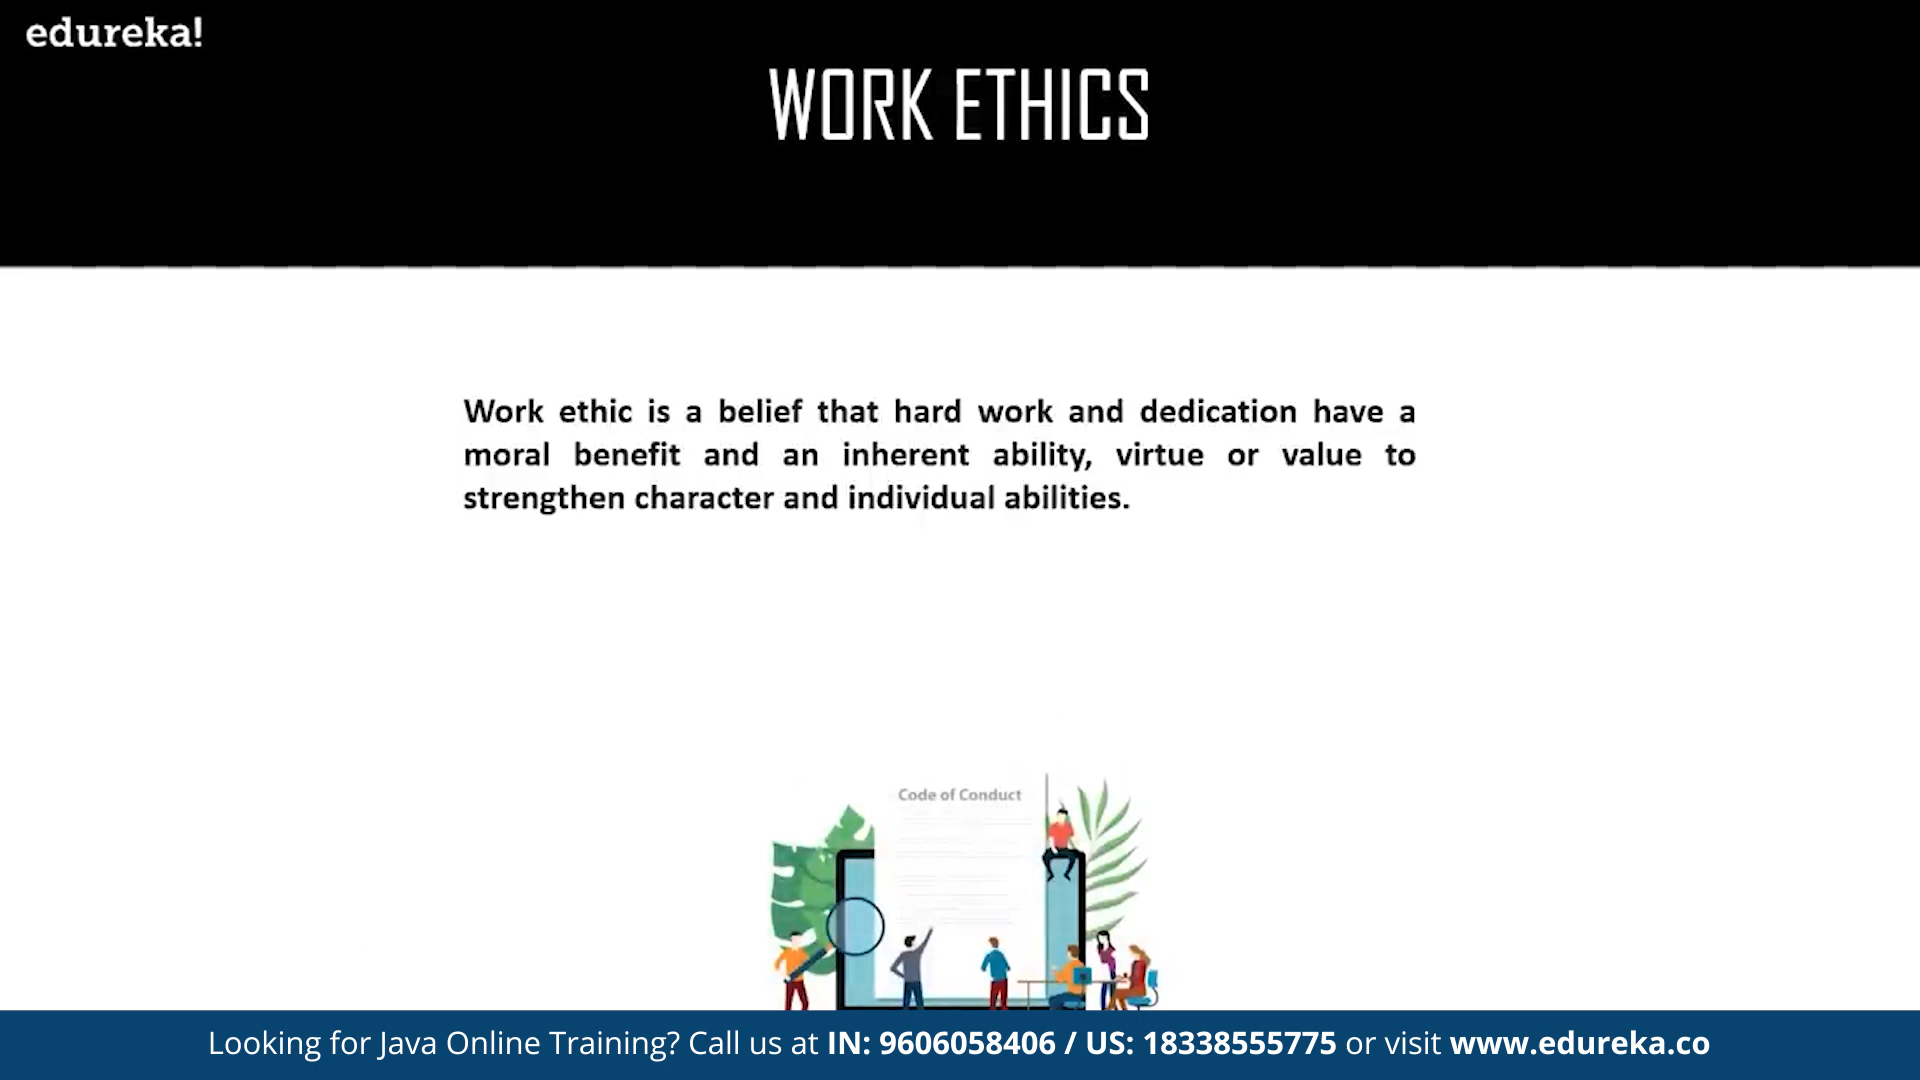 edureka!
WORK ETHICS
Work ethic is a belief that hard work and dedication have a
moral benefit and an inherent ability, virtue or value to
strengthen character and individual abilities.
Code of Conduct
Looking for Java Online Training? Call us at IN: 9606058406 / US: 18338555775 or visit www.edureka.co